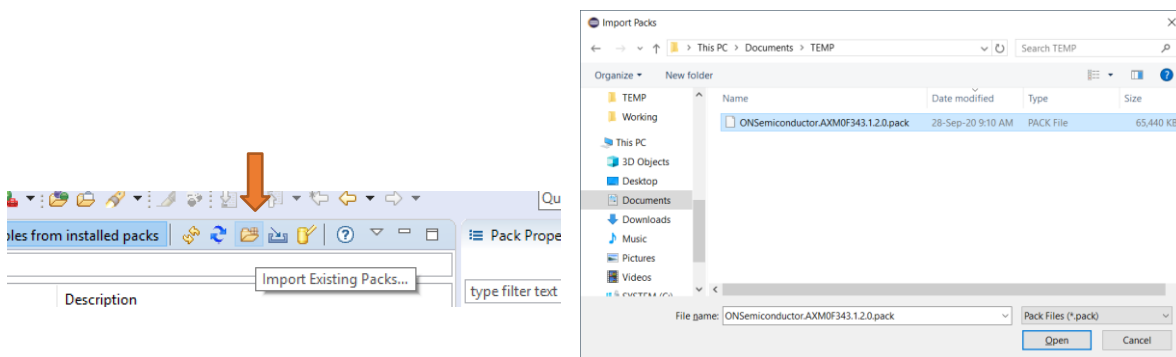 Import Packs
This PC > Documents > TEMP
Search TEMP
Organize
New folder
Name
Date modified
Type
Size
TEMP
Working
This PC
3D Objects
Desktop
Documents
Downloads
Music
Pictures
Videos
ONSemiconductor.AXM0F343.1.2.0.pack
28-Sep-20 9:10 AM
PACK File
65,440 KB
File name:
ONSemiconductor.AXM0F343.1.2.0.pack
Pack Files (*.pack)
Open
Cancel
Qu
les from installed packs
Pack Prope
Import Existing Packs...
type filter text
Description